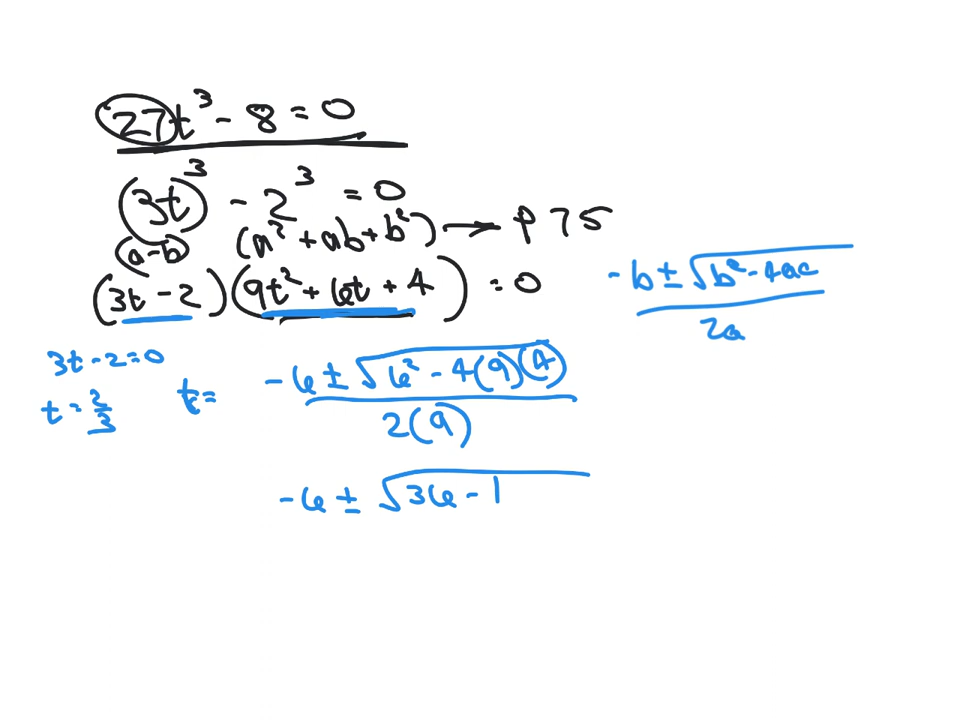 27t³ - 8 = 0
(3t)³ - 2³ = 0
(a-b) (a² + ab + b²) → p 75
(3t - 2)(9t² + 6t + 4) = 0
-b ± √b² - 4ac
2a
3t - 2 = 0
t = 2/3
t = -6 ± √6² - 4(9)(4)
2(9)
-6 ± √36 - 1